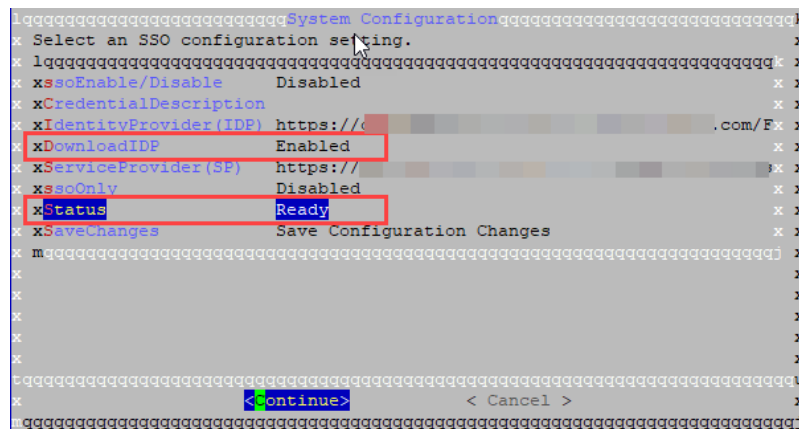 System Configuration
Select an SSO configuration setting.
ssoEnable/Disable Disabled
CredentialDescription
IdentityProvider(IDP) https:// .com/F
DownloadIDP Enabled
ServiceProvider(SP) https://
ssoOnly Disabled
Status Ready
SaveChanges Save Configuration Changes
<Continue> < Cancel >